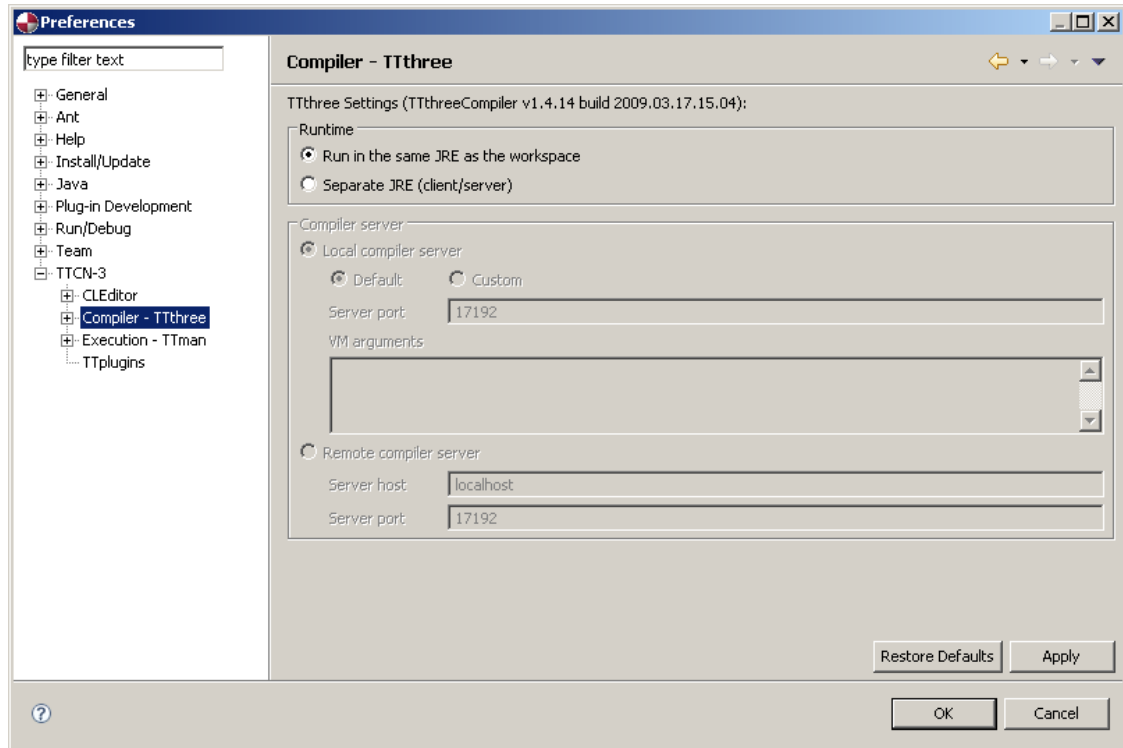 Preferences
type filter text
General
Ant
Help
Install/Update
Java
Plug-in Development
Run/Debug
Team
TTCN-3
CLEditor
Compiler - TTthree
Execution - TTman
TTplugins
Compiler - TTthree
TTthree Settings (TTthreeCompiler v1.4.14 build 2009.03.17.15.04):
Runtime
Run in the same JRE as the workspace
Separate JRE (client/server)
Compiler server
Local compiler server
Default Custom
Server port 17192
VM arguments
Remote compiler server
Server host localhost
Server port 17192
Restore Defaults Apply
OK Cancel